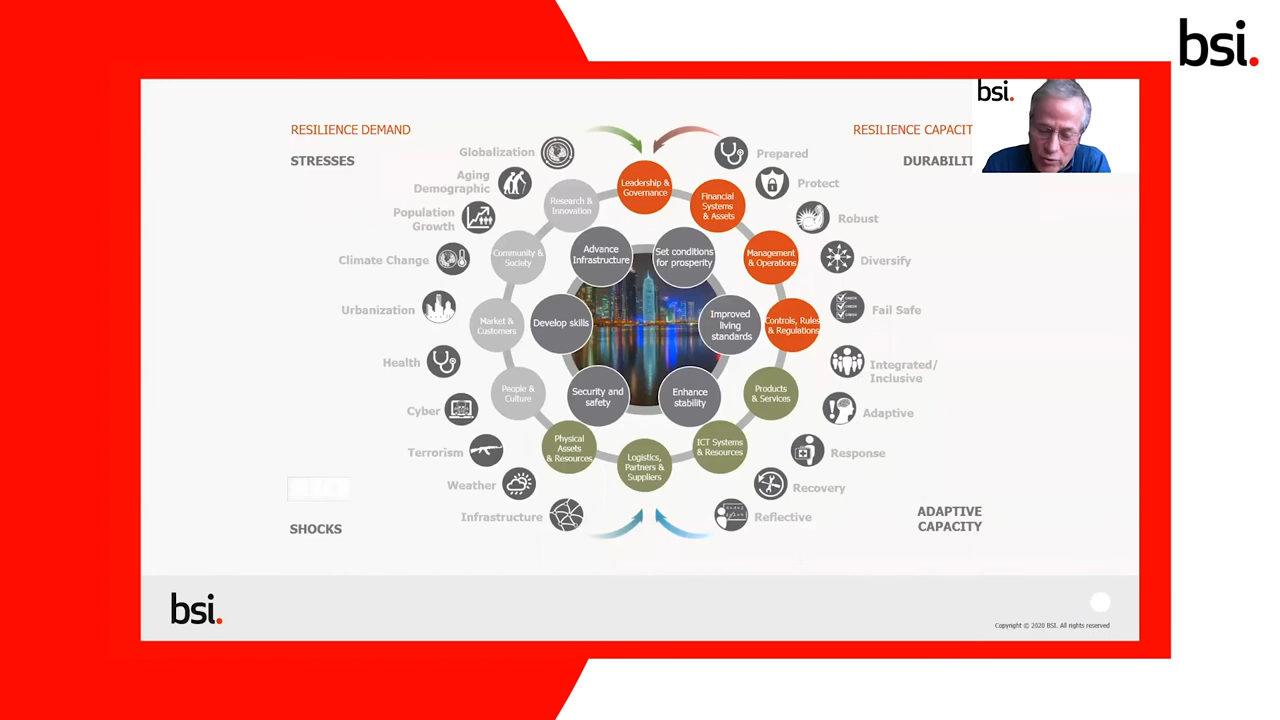 bsi.
bsi.
RESILIENCE DEMAND
STRESSES
RESILIENCE CAPACIT
DURABILIT
Globalization
Aging
Demographic
Population
Growth
Climate Change
Urbanization
Health
Cyber
Terrorism
Weather
Infrastructure
SHOCKS
Leadership &
Governance
Financial
Systems
& Assets
Management
& Operations
Controls, Rules
& Regulations
Products
& Services
ICT Systems
& Resources
Logistics,
Partners &
Suppliers
Physical
Assets
& Resources
People &
Culture
Market &
Customers
Community &
Society
Research &
Innovation
Advance
Infrastructure
Set conditions
for prosperity
Improved
living
standards
Enhance
stability
Security and
safety
Develop skills
Prepared
Protect
Robust
Diversify
CHECK
CHECK
CHECK
Fail Safe
Integrated/
Inclusive
Adaptive
Response
Recovery
Reflective
ADAPTIVE
CAPACITY
bsi.
Copyright © 2020 BSI. All rights reserved